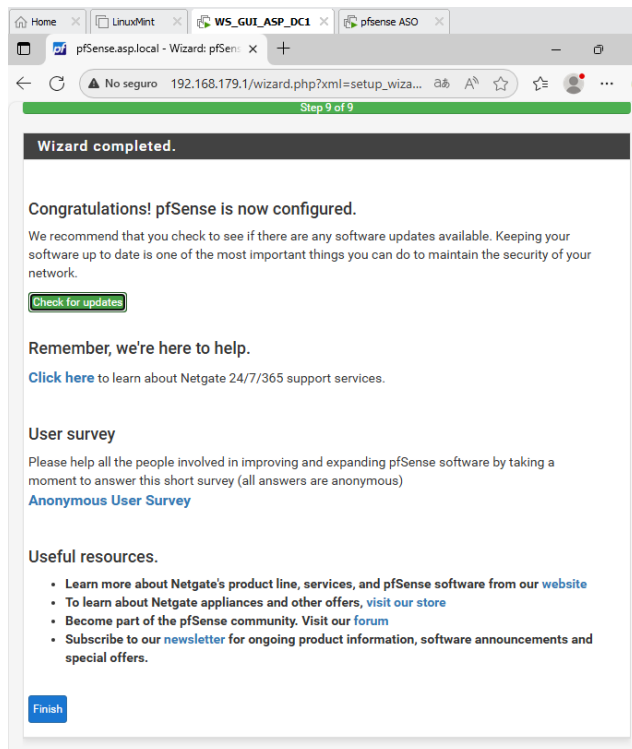 Home
LinuxMint
WS_GUI_ASP_DC1
pfsense ASO
pf
pfSense.asp.local - Wizard: pfSens
No seguro 192.168.179.1/wizard.php?xml=setup_wiza...
Step 9 of 9
Wizard completed.
Congratulations! pfSense is now configured.
We recommend that you check to see if there are any software updates available. Keeping your
software up to date is one of the most important things you can do to maintain the security of your
network.
Check for updates
Remember, we're here to help.
Click here to learn about Netgate 24/7/365 support services.
User survey
Please help all the people involved in improving and expanding pfSense software by taking a
moment to answer this short survey (all answers are anonymous)
Anonymous User Survey
Useful resources.
• Learn more about Netgate's product line, services, and pfSense software from our website
• To learn about Netgate appliances and other offers, visit our store
• Become part of the pfSense community. Visit our forum
• Subscribe to our newsletter for ongoing product information, software announcements and
special offers.
Finish